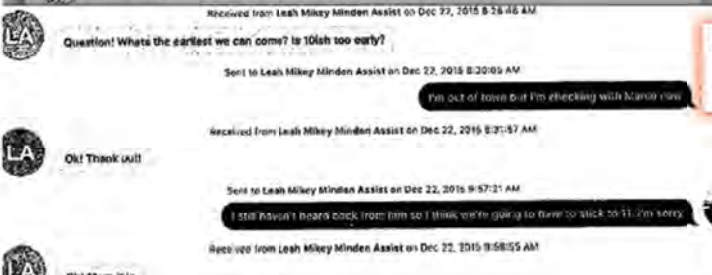 Received from Leah Mikey Minden Assist on Dec 22, 2015 8:26:46 AM
LA
Question! Whats the earliest we can come? Is 10ish too early?
Sent to Leah Mikey Minden Assist on Dec 22, 2015 8:30:05 AM
I'm out of town but I'm checking with Marco now
Received from Leah Mikey Minden Assist on Dec 22, 2015 8:31:57 AM
LA
Ok! Thank uu!!
Sent to Leah Mikey Minden Assist on Dec 22, 2015 9:57:21 AM
I still haven't heard back from him so I think we're going to have to stick to 11. I'm sorry
Received from Leah Mikey Minden Assist on Dec 22, 2015 9:58:55 AM
LA